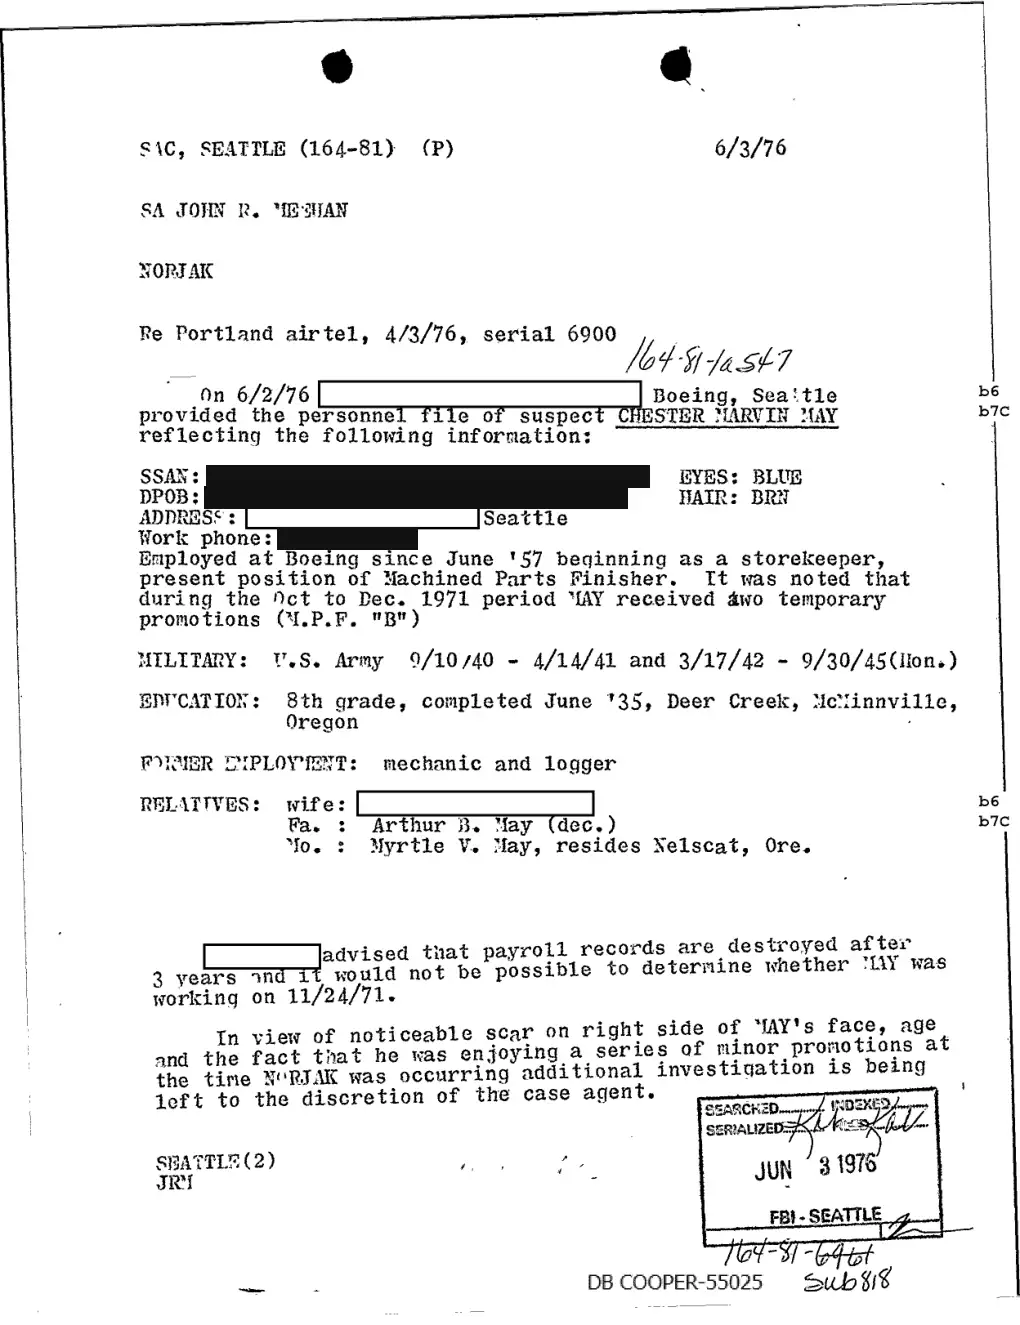 SAC, SEATTLE (164-81) (P) 6/3/76
SA JOHN R. MEEHAN
NORJAK
Re Portland airtel, 4/3/76, serial 6900
164-81-1a547
On 6/2/76 Boeing, Seattle
b6
provided the personnel file of suspect CHESTER MARVIN MAY
b7C
reflecting the following information:
SSAN: EYES: BLUE
DPOB: HAIR: BRN
ADDRESS: Seattle
Work phone:
Employed at Boeing since June '57 beginning as a storekeeper,
present position of Machined Parts Finisher. It was noted that
during the Oct to Dec. 1971 period MAY received two temporary
promotions (M.P.F. "B")
MILITARY: U.S. Army 9/10/40 - 4/14/41 and 3/17/42 - 9/30/45(Hon.)
EDUCATION: 8th grade, completed June '35, Deer Creek, McMinnville,
Oregon
FORMER EMPLOYMENT: mechanic and logger
RELATIVES: wife:
b6
Fa. : Arthur B. May (dec.)
b7C
Mo. : Myrtle V. May, resides Nelscat, Ore.
advised that payroll records are destroyed after
3 years and it would not be possible to determine whether MAY was
working on 11/24/71.
In view of noticeable scar on right side of MAY's face, age
and the fact that he was enjoying a series of minor promotions at
the time NORJAK was occurring additional investigation is being
left to the discretion of the case agent.
SEARCHED INDEXED
SERIALIZED FILED
SEATTLE(2)
JRM
JUN 3 1976
FBI - SEATTLE
164-81-6961
DB COOPER-55025
Sub 818